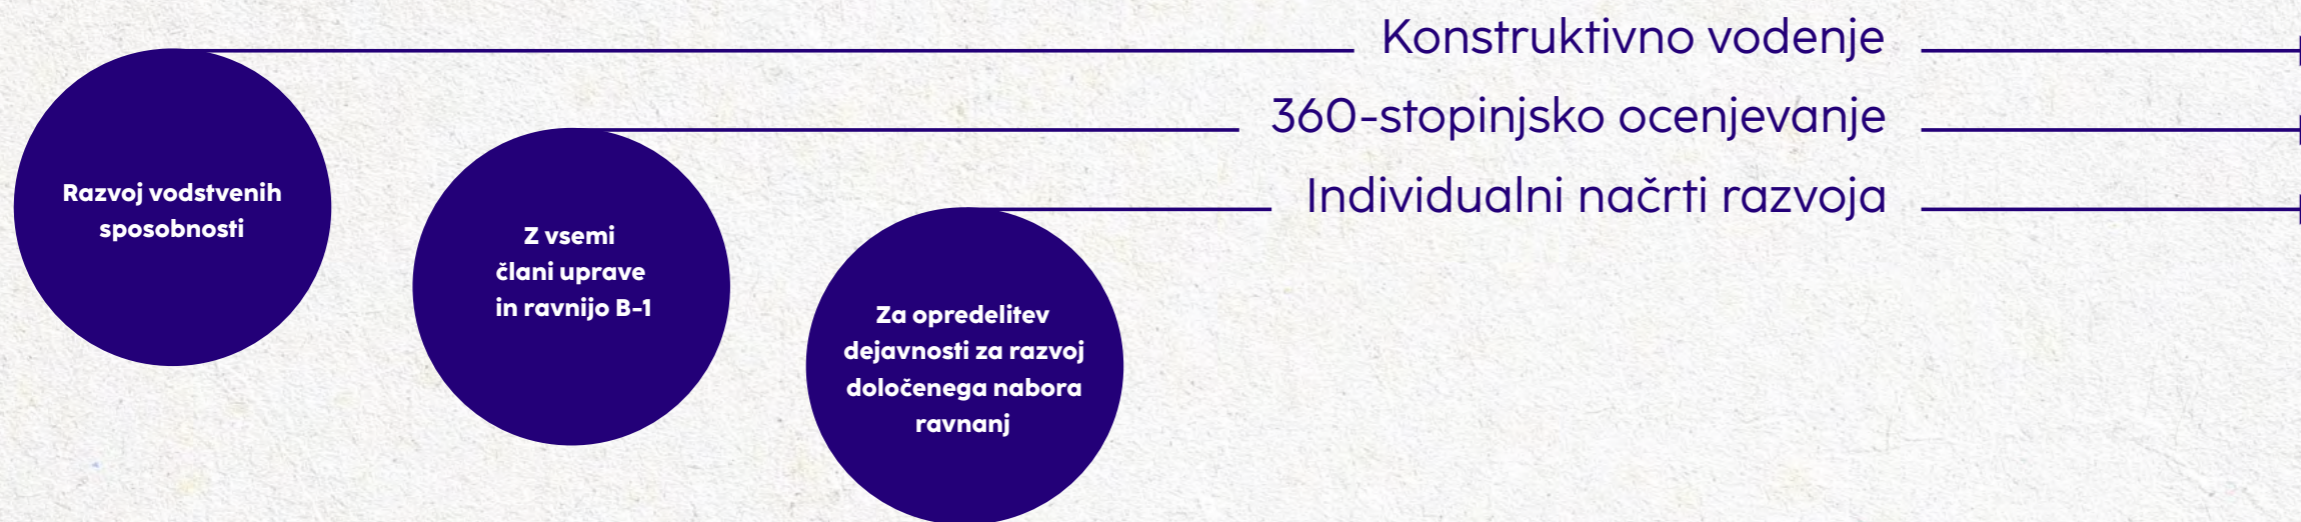 Konstruktivno vodenje
360-stopinjsko ocenjevanje
Individualni načrti razvoja
Razvoj vodstvenih
sposobnosti
Z vsemi
člani uprave
in ravnijo B-1
Za opredelitev
dejavnosti za razvoj
določenega nabora
ravnanj